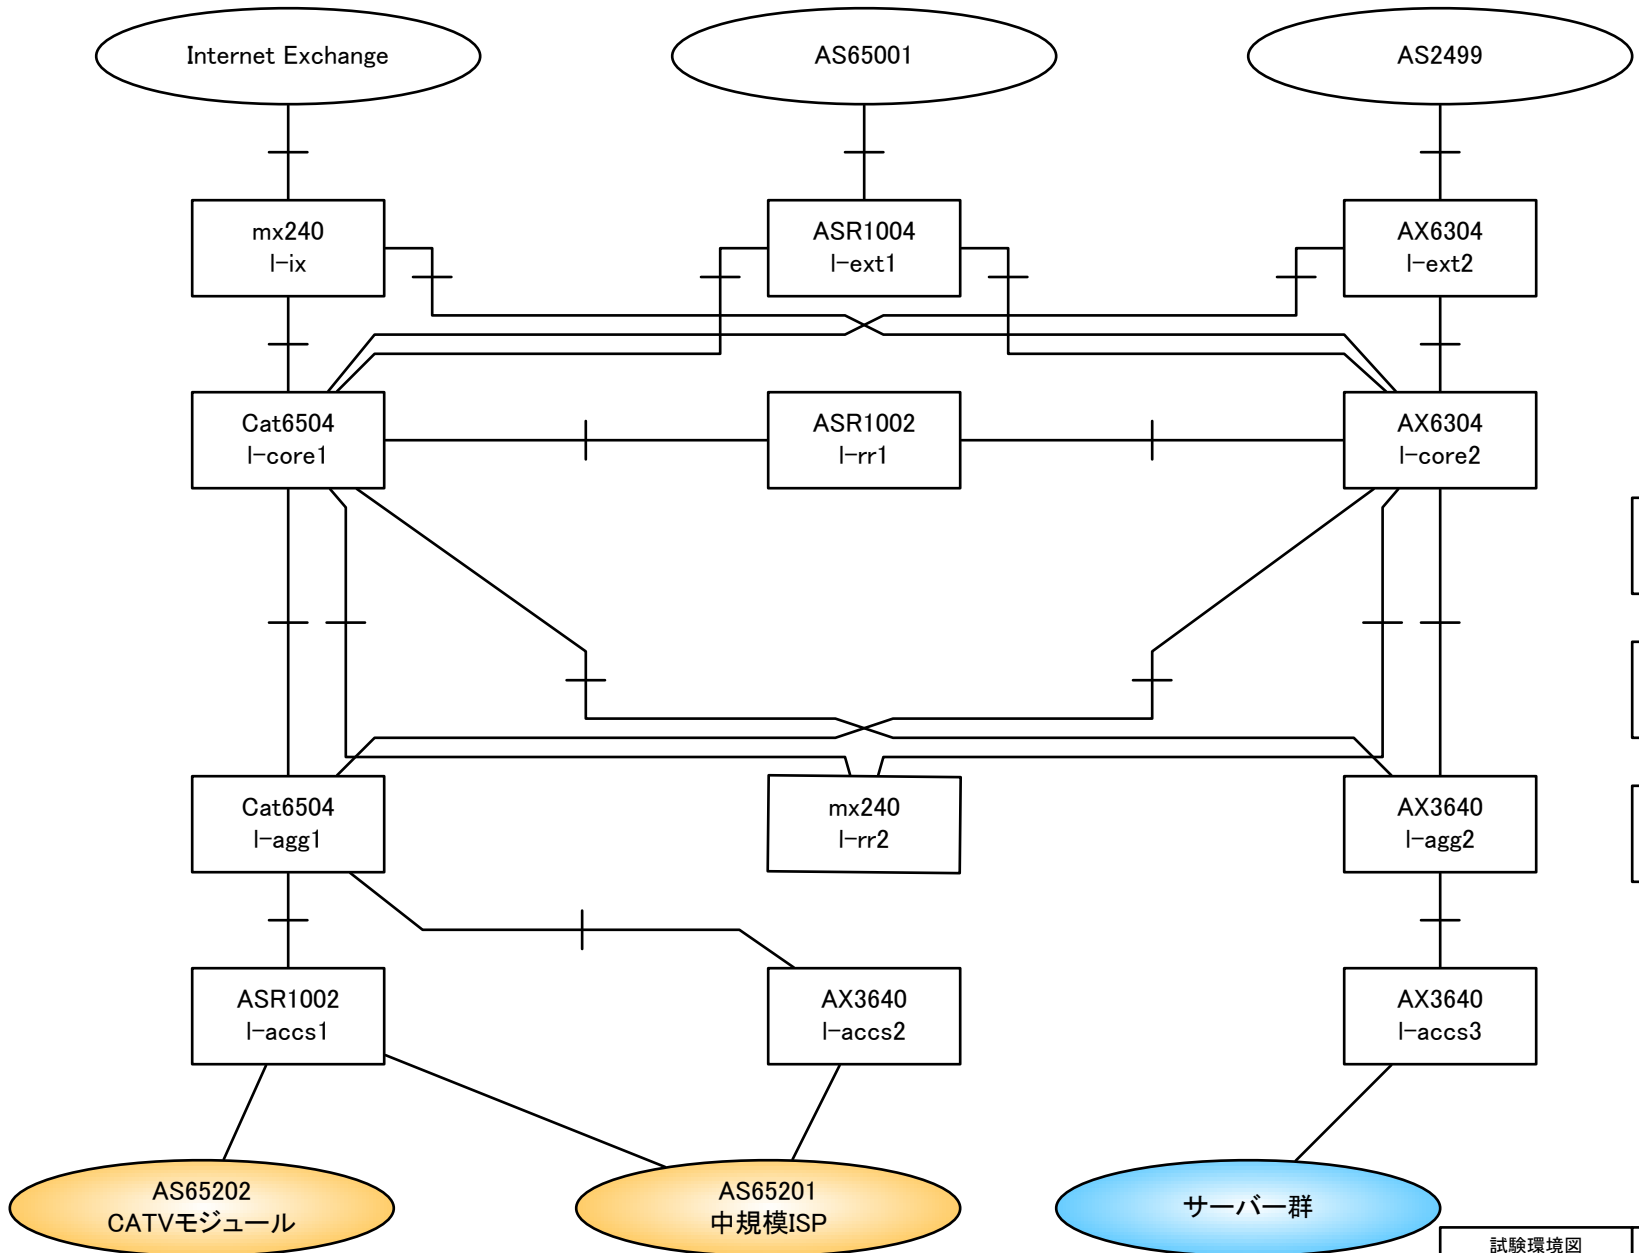 Internet Exchange
AS65001
AS2499
mx240
l-ix
ASR1004
l-ext1
AX6304
l-ext2
Cat6504
l-core1
ASR1002
l-rr1
AX6304
l-core2
Cat6504
l-agg1
mx240
l-rr2
AX3640
l-agg2
ASR1002
l-accs1
AX3640
l-accs2
AX3640
l-accs3
AS65202
CATVモジュール
AS65201
中規模ISP
サーバー群
試験環境図